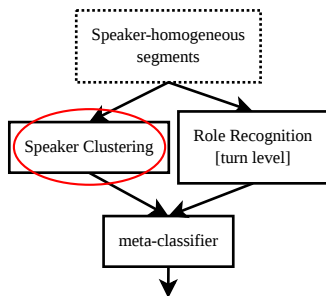 Speaker-homogeneous
segments
Speaker Clustering
Role Recognition
[turn level]
meta-classifier